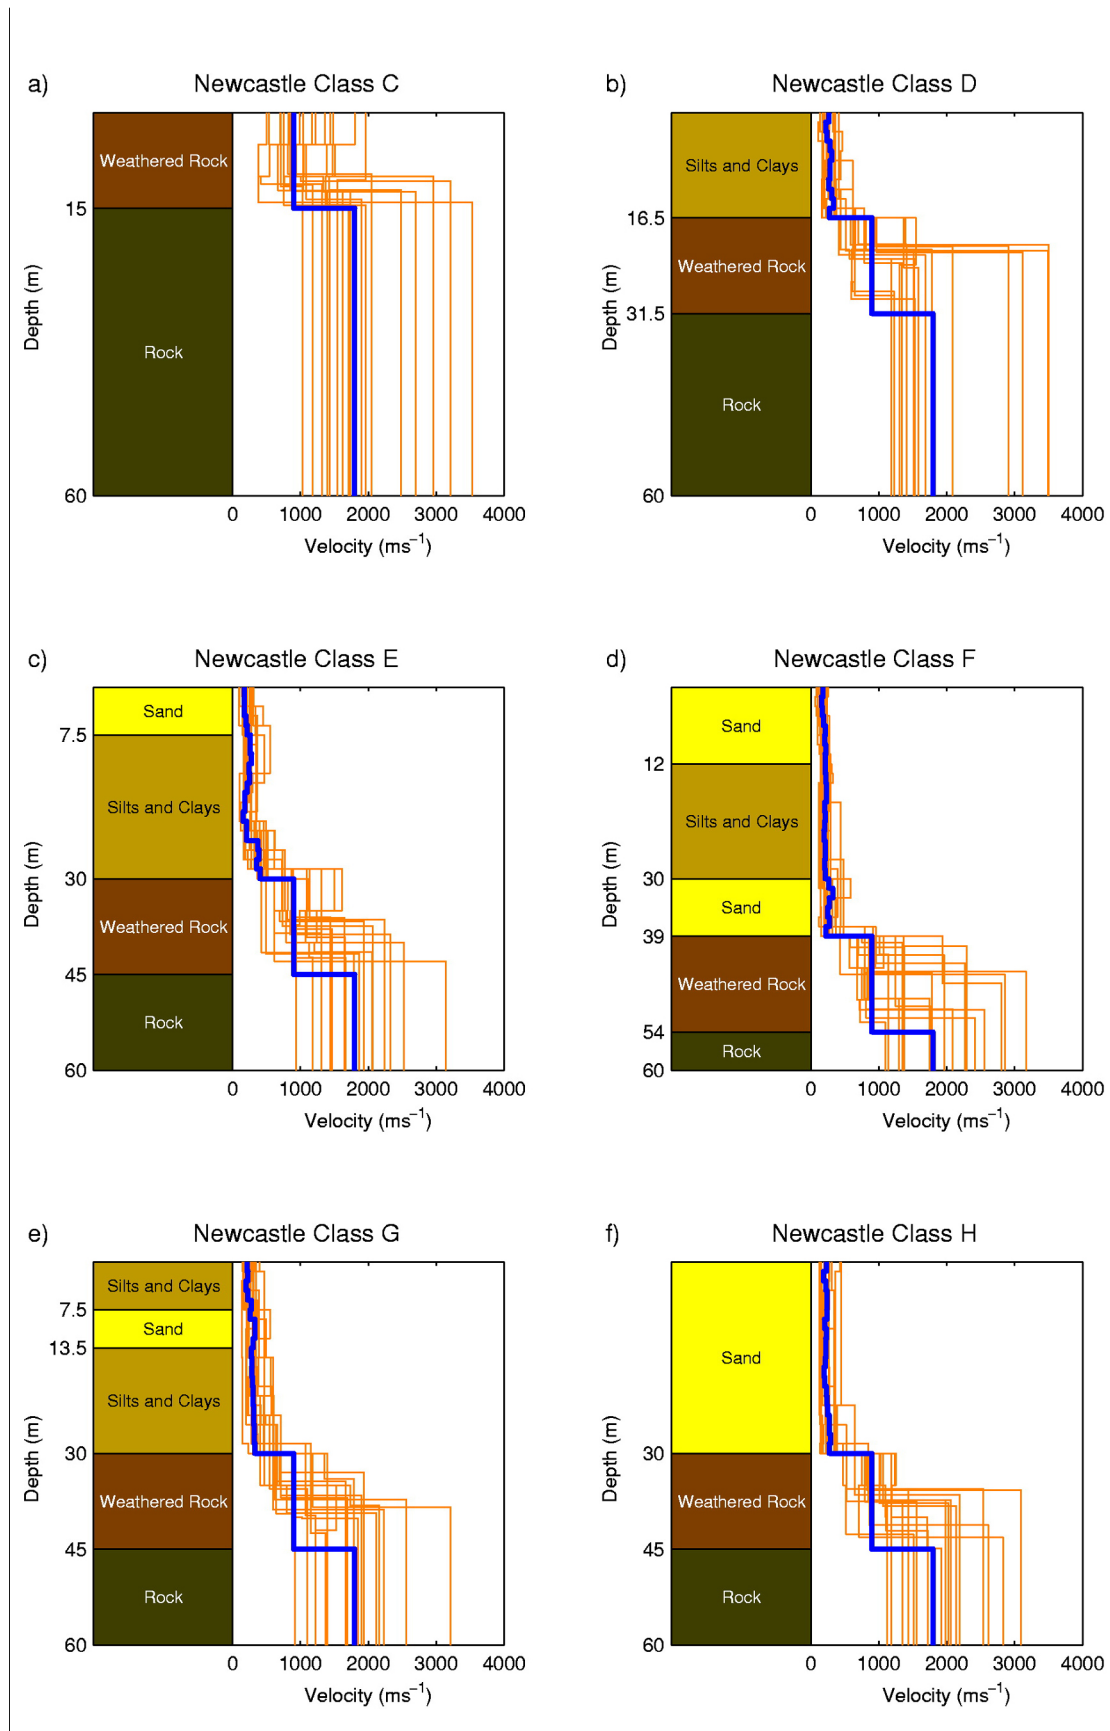 a) Newcastle Class C
Weathered Rock
15
Rock
60
Depth (m)
0 1000 2000 3000 4000
Velocity (ms−1)
b) Newcastle Class D
Silts and Clays
16.5
Weathered Rock
31.5
Rock
60
Depth (m)
0 1000 2000 3000 4000
Velocity (ms−1)
c) Newcastle Class E
Sand
7.5
Silts and Clays
30
Weathered Rock
45
Rock
60
Depth (m)
0 1000 2000 3000 4000
Velocity (ms−1)
d) Newcastle Class F
Sand
12
Silts and Clays
30
Sand
39
Weathered Rock
54
Rock
60
Depth (m)
0 1000 2000 3000 4000
Velocity (ms−1)
e) Newcastle Class G
Silts and Clays
7.5
Sand
13.5
Silts and Clays
30
Weathered Rock
45
Rock
60
Depth (m)
0 1000 2000 3000 4000
Velocity (ms−1)
f) Newcastle Class H
Sand
30
Weathered Rock
45
Rock
60
Depth (m)
0 1000 2000 3000 4000
Velocity (ms−1)